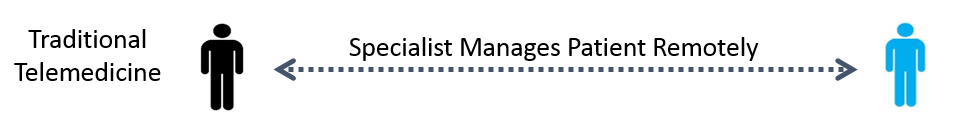 Traditional
Telemedicine
Specialist Manages Patient Remotely